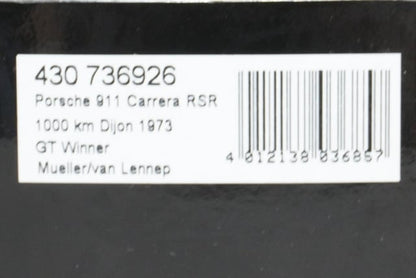 430 736926
Porsche 911 Carrera RSR
1000 km Dijon 1973
GT Winner
Mueller/van Lennep
4 012138 036857